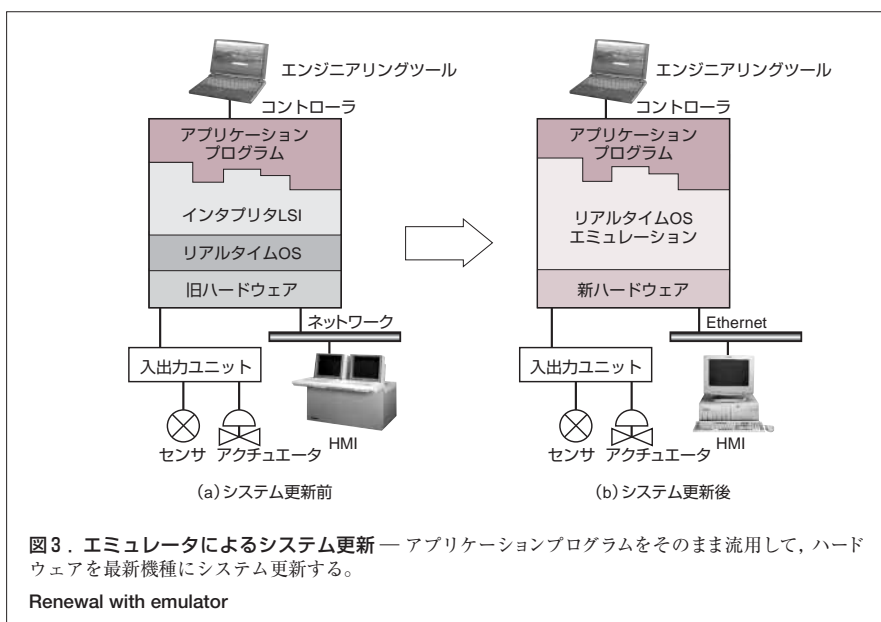 エンジニアリングツール
コントローラ
アプリケーション
プログラム
インタプリタLSI
リアルタイムOS
旧ハードウェア
ネットワーク
入出力ユニット
センサ アクチュエータ
HMI
(a)システム更新前
エンジニアリングツール
コントローラ
アプリケーション
プログラム
リアルタイムOS
エミュレーション
新ハードウェア
Ethernet
入出力ユニット
センサ アクチュエータ
HMI
(b)システム更新後
図3．エミュレータによるシステム更新 — アプリケーションプログラムをそのまま流用して，ハード
ウェアを最新機種にシステム更新する。
Renewal with emulator